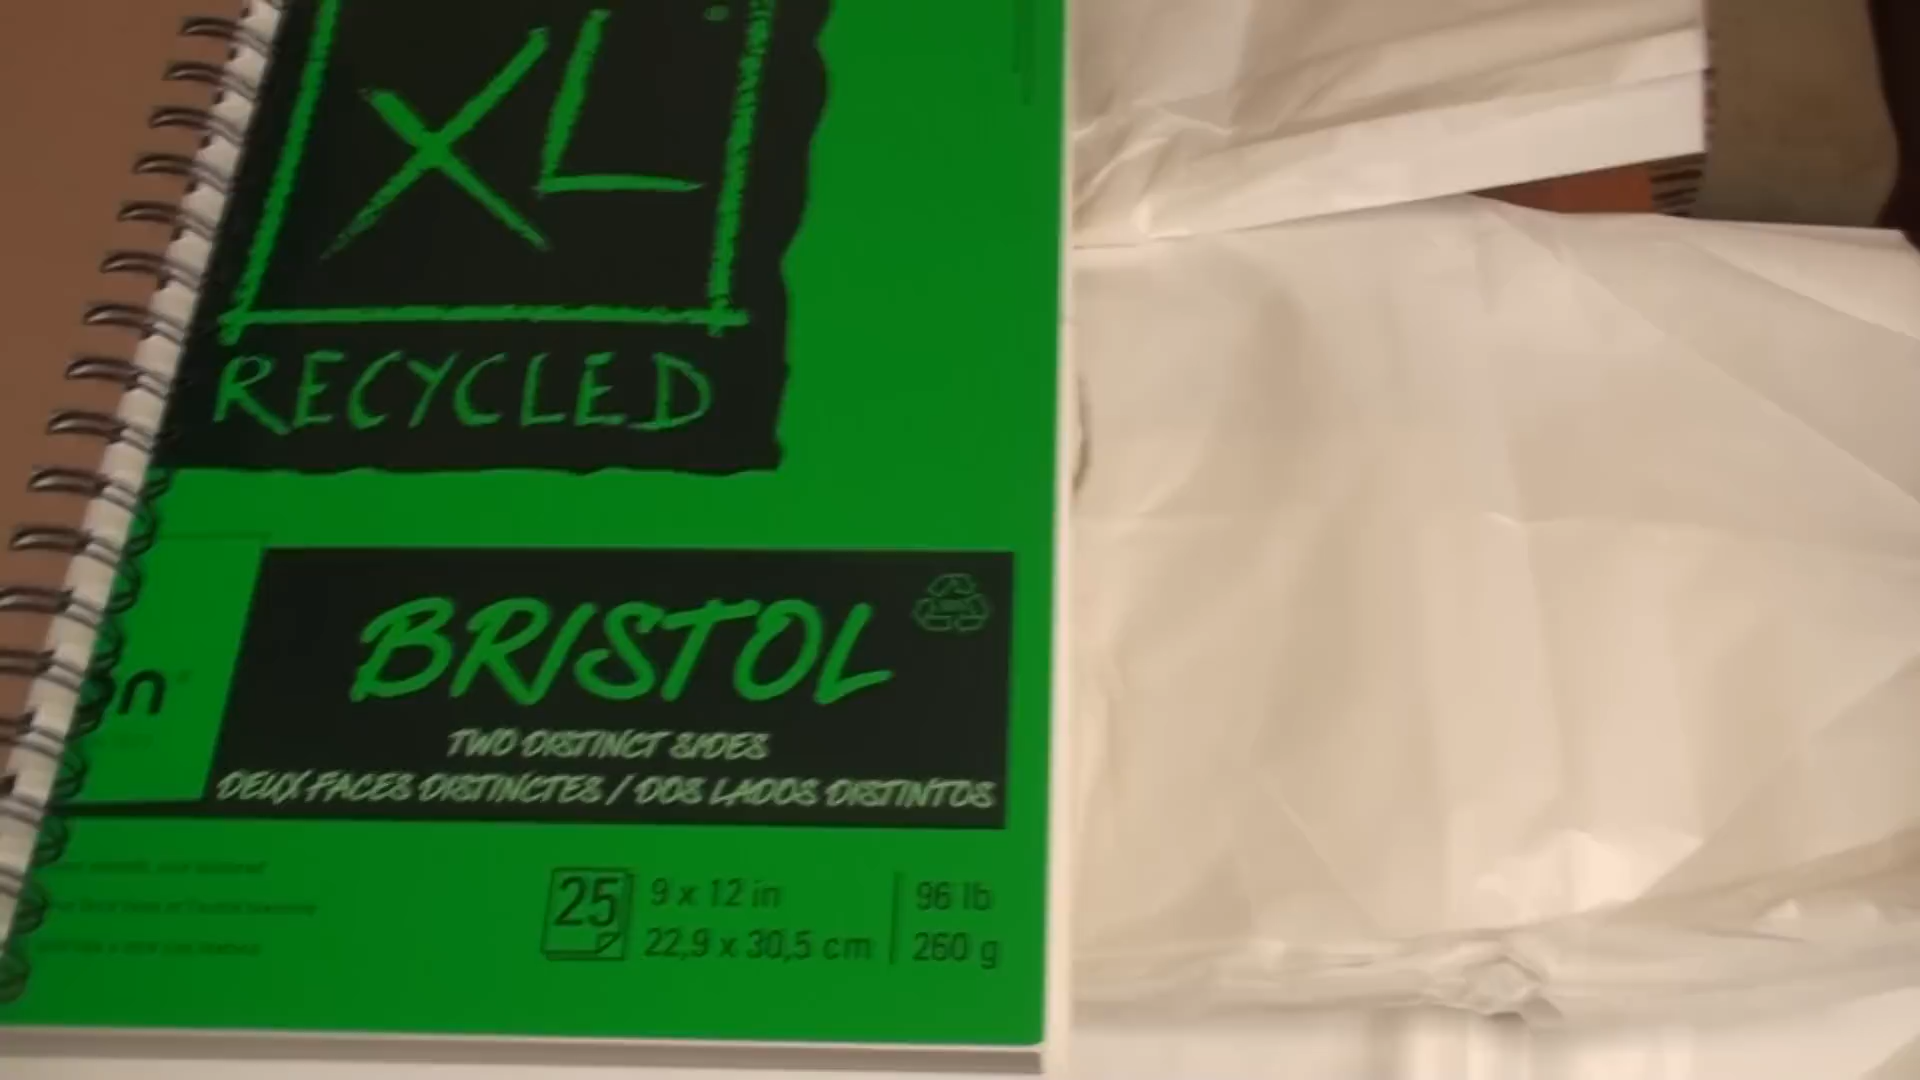 XL
RECYCLED
BRISTOL
TWO DISTINCT SIDES
DEUX FACES DISTINCTES / DOS LADOS DISTINTOS
25
9 x 12 in
22,9 x 30,5 cm
96 lb
260 g